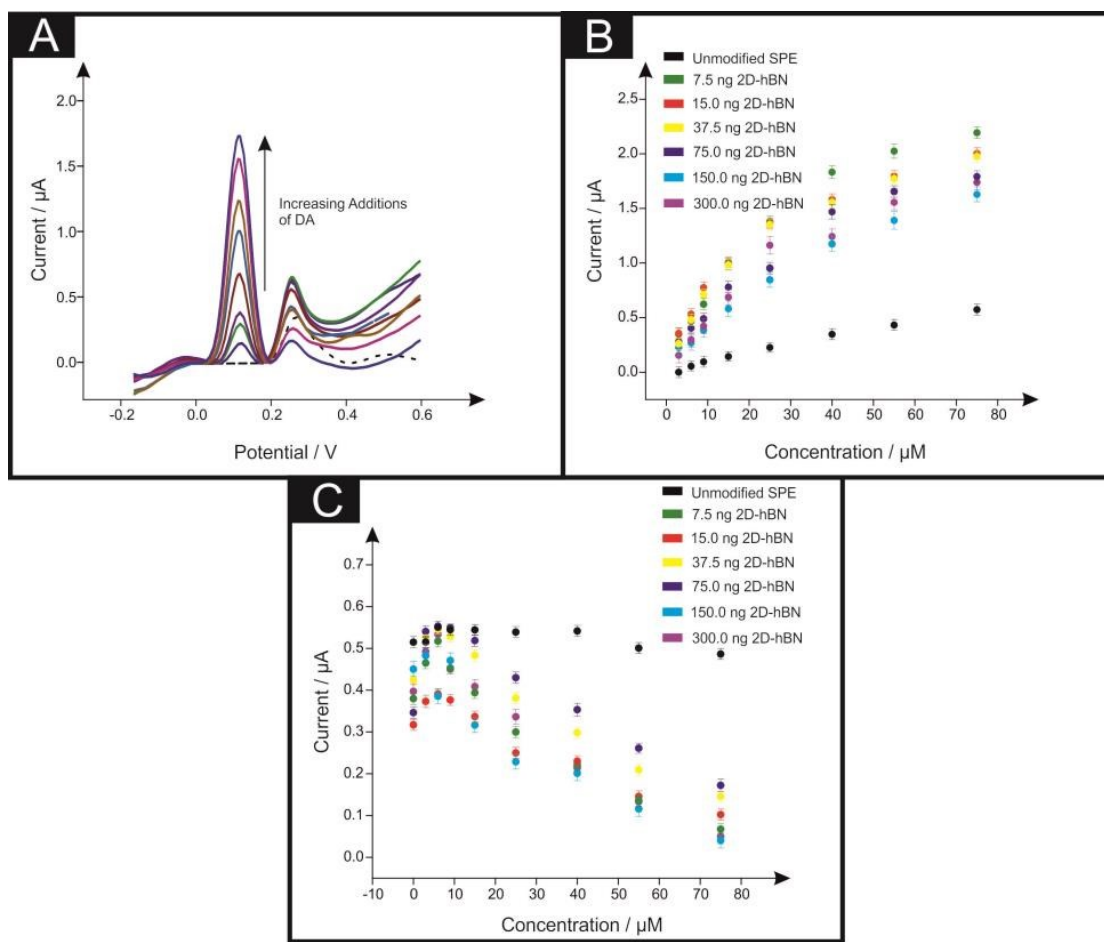 A
Current / µA
2.0
1.5
1.0
0.5
0.0
-0.2
0.0
0.2
0.4
0.6
Potential / V
Increasing Additions
of DA
B
Unmodified SPE
7.5 ng 2D-hBN
15.0 ng 2D-hBN
37.5 ng 2D-hBN
75.0 ng 2D-hBN
150.0 ng 2D-hBN
300.0 ng 2D-hBN
Current / µA
2.5
2.0
1.5
1.0
0.5
0.0
0
10
20
30
40
50
60
70
80
Concentration / µM
C
Unmodified SPE
7.5 ng 2D-hBN
15.0 ng 2D-hBN
37.5 ng 2D-hBN
75.0 ng 2D-hBN
150.0 ng 2D-hBN
300.0 ng 2D-hBN
Current / µA
0.7
0.6
0.5
0.4
0.3
0.2
0.1
0.0
-10
0
10
20
30
40
50
60
70
80
Concentration / µM